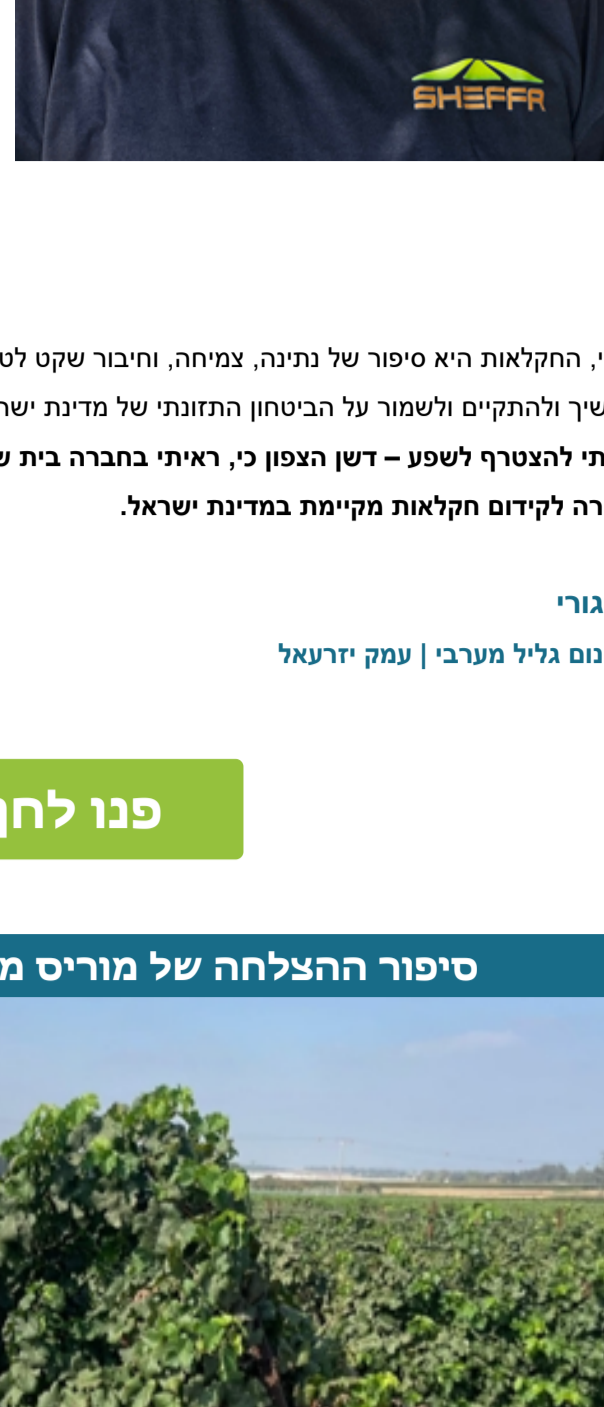 SHEFFR
י, החקלאות היא סיפור של נתינה, צמיחה, וחיבור שקט לט
שיך ולהתקיים ולשמור על הביטחון התזונתי של מדינת ישר
תי להצטרף לשפע – דשן הצפון כי, ראיתי בחברה בית ש
רה לקידום חקלאות מקיימת במדינת ישראל.
גורי
נום גליל מערבי | עמק יזרעאל
פנו לחק
סיפור ההצלחה של מוריס מ